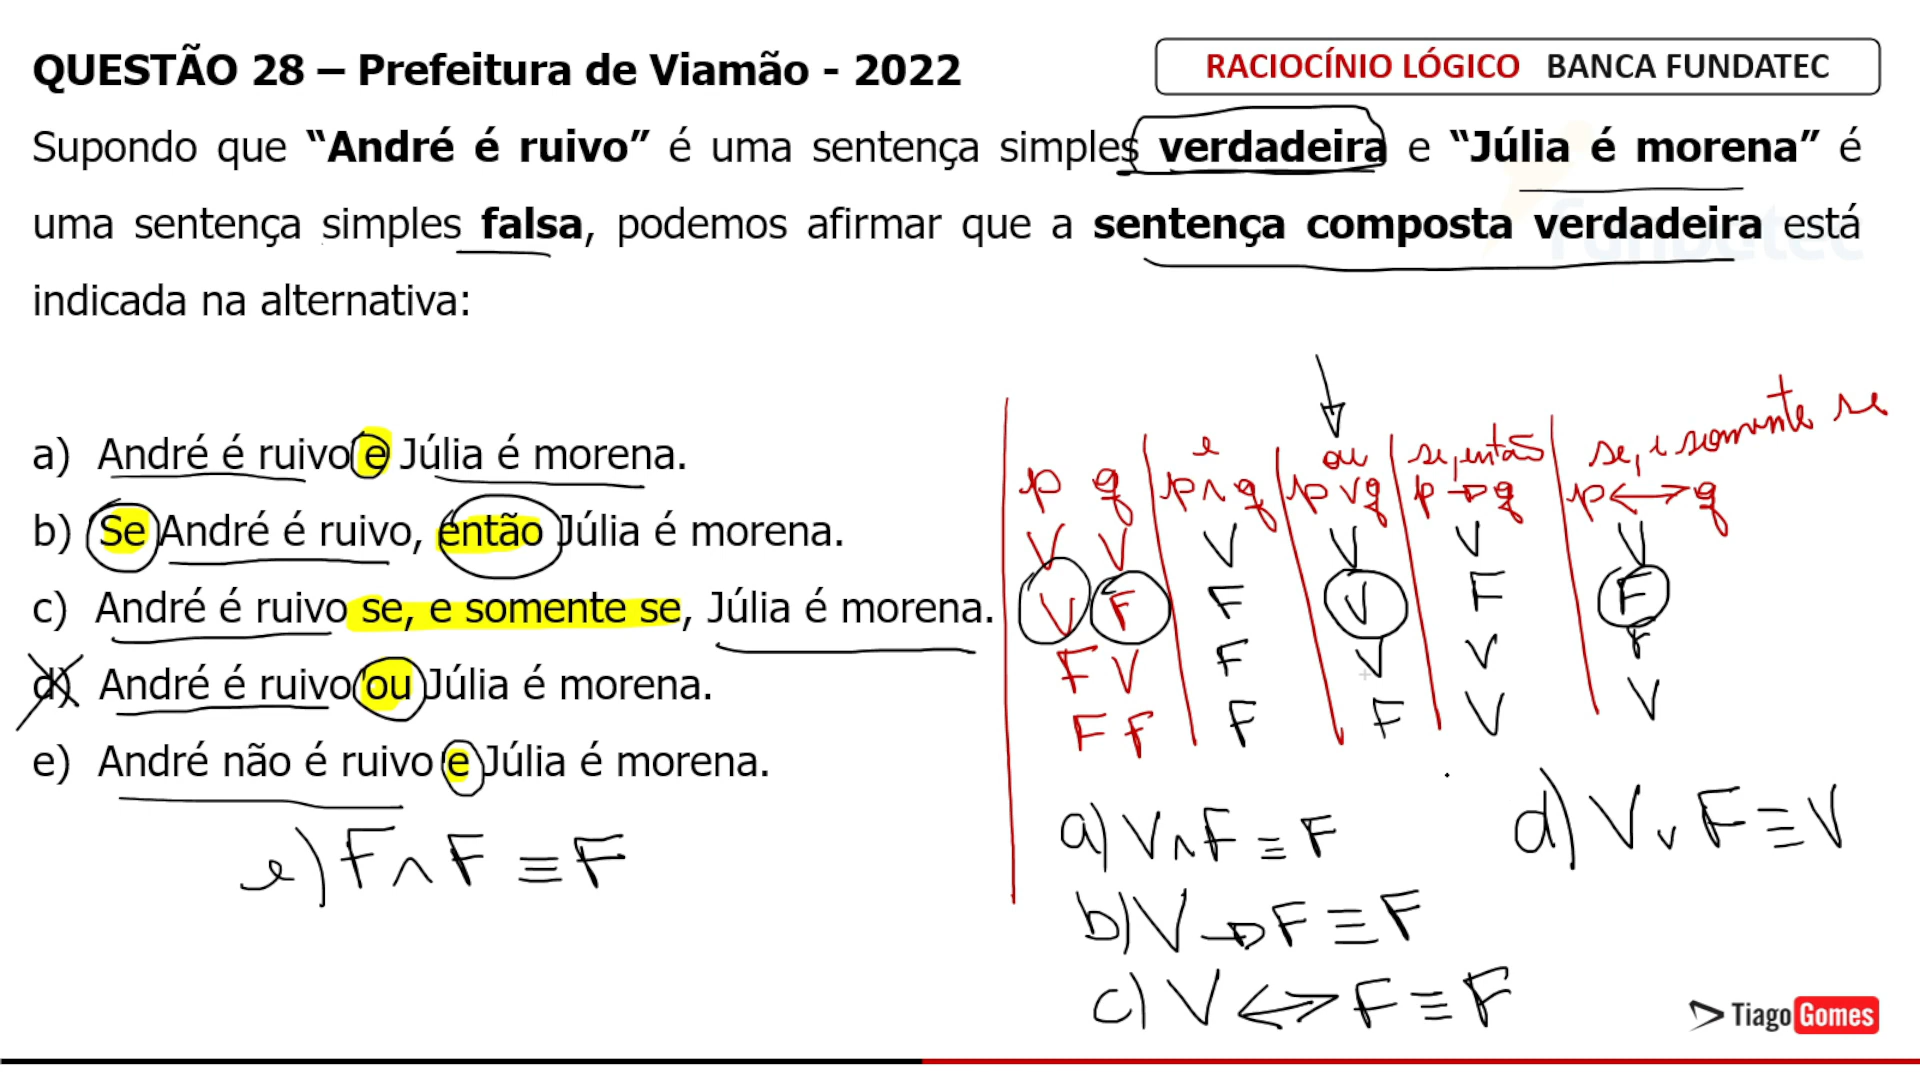 QUESTÃO 28 – Prefeitura de Viamão - 2022
RACIOCÍNIO LÓGICO BANCA FUNDATEC
Supondo que “André é ruivo” é uma sentença simples verdadeira e “Júlia é morena” é
uma sentença simples falsa, podemos afirmar que a sentença composta verdadeira está
indicada na alternativa:
a) André é ruivo e Júlia é morena.
b) Se André é ruivo, então Júlia é morena.
c) André é ruivo se, e somente se, Júlia é morena.
d) André é ruivo ou Júlia é morena.
e) André não é ruivo e Júlia é morena.
e) F ∧ F ≡ F
e ou se, então se, e somente se
p q p ∧ q p ∨ q p → q p ↔ q
V V V V V V
V F F V F F
F V F V V F
F F F F V V
a) V ∧ F ≡ F
d) V ∨ F ≡ V
b) V → F ≡ F
c) V ↔ F ≡ F
Tiago Gomes